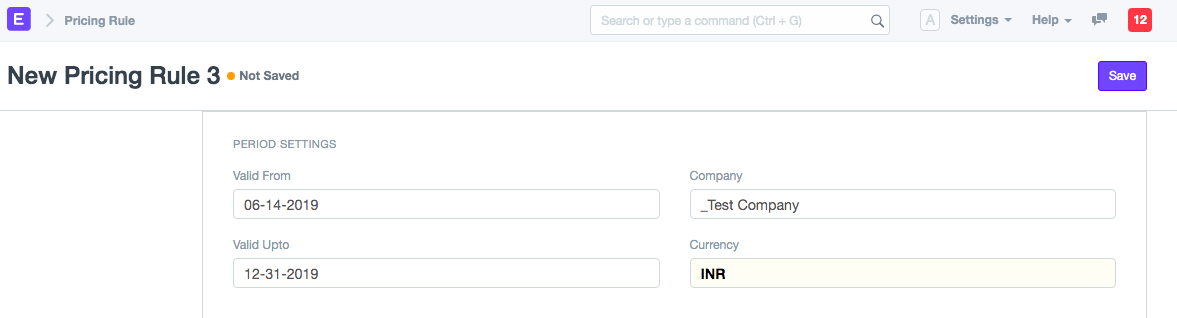 E Pricing Rule Search or type a command (Ctrl + G) A Settings Help 12
New Pricing Rule 3 Not Saved Save
PERIOD SETTINGS
Valid From Company
06-14-2019 _Test Company
Valid Upto Currency
12-31-2019 INR